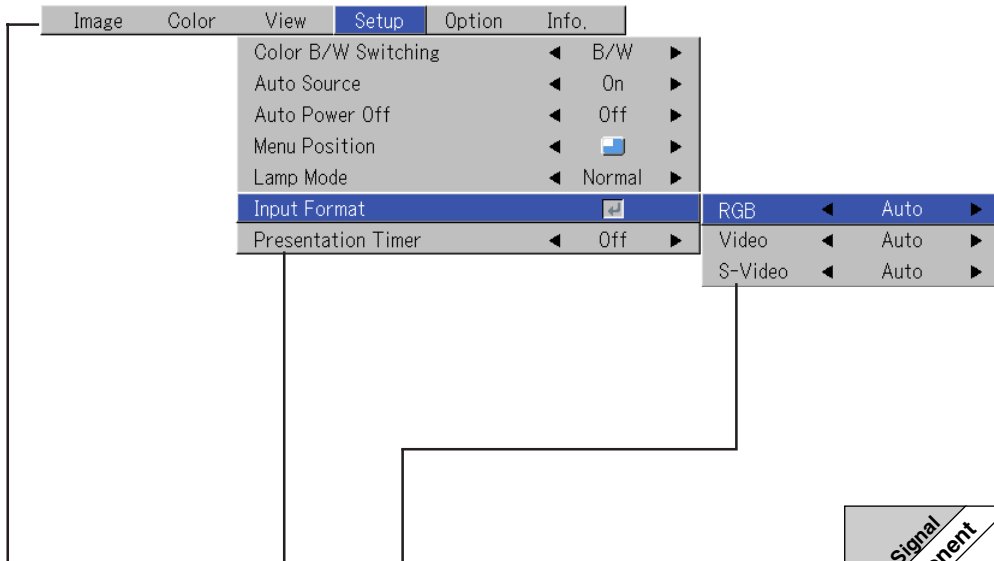 Image Color View Setup Option Info.
Color B/W Switching B/W
Auto Source On
Auto Power Off Off
Menu Position
Lamp Mode Normal
Input Format
RGB Auto
Presentation Timer Off
Video Auto
S-Video Auto
Signal